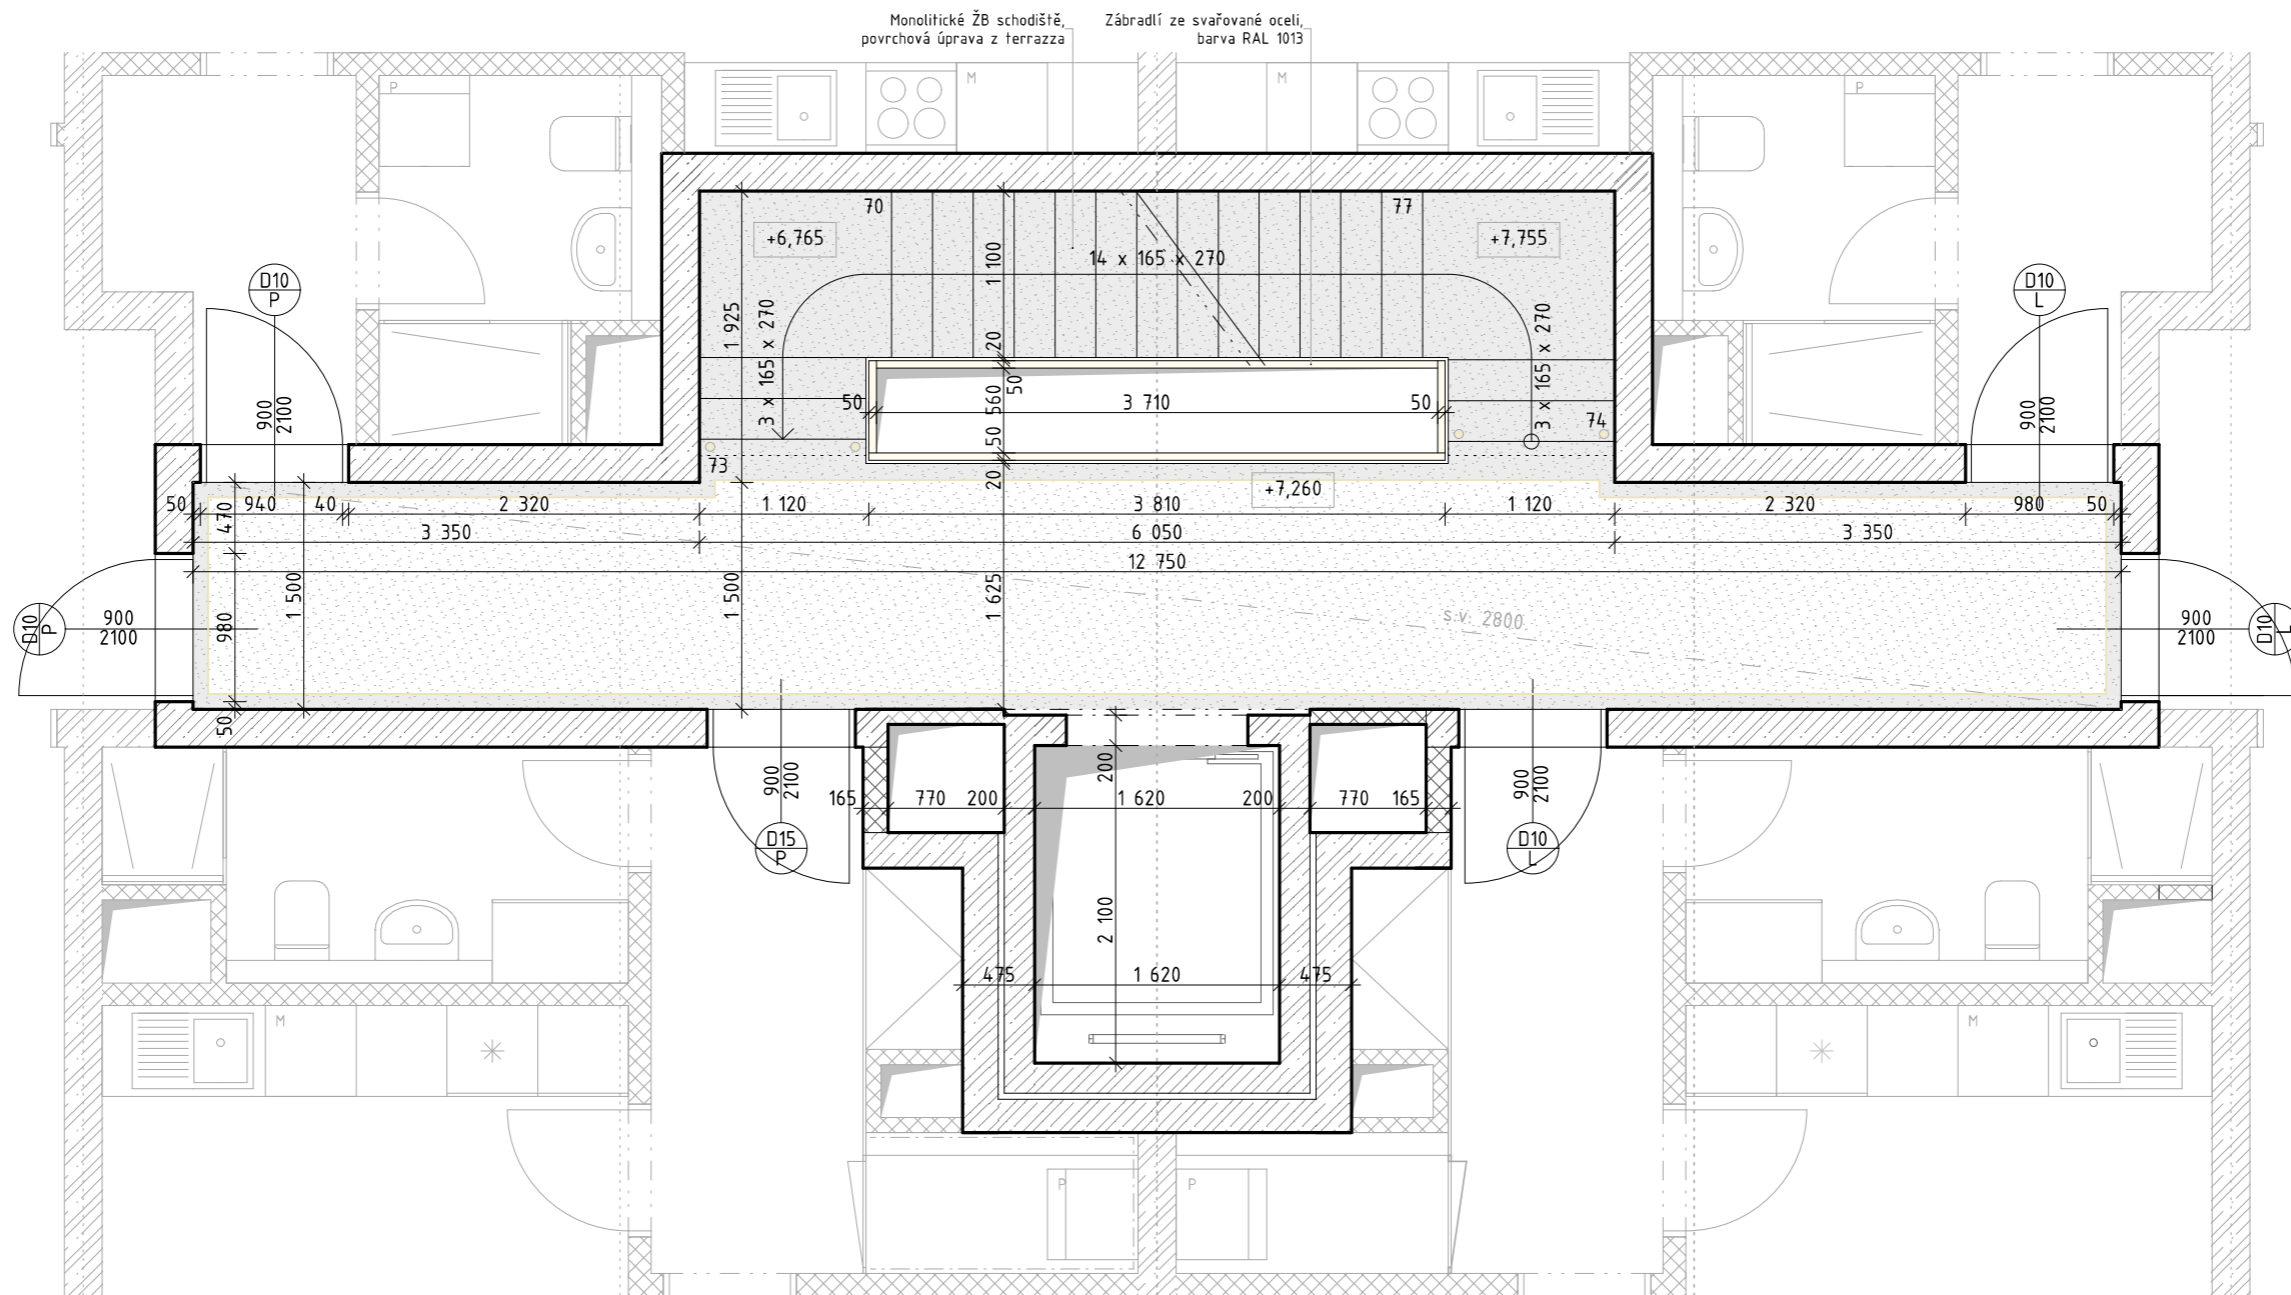 Monolitické ŽB schodiště,
povrchová úprava z terrazza
Zábradlí ze svařované oceli,
barva RAL 1013
P
M
M
P
70
77
+6,765
+7,755
1 100
14 x 165 x 270
D10
P
D10
L
1 925
3 x 165 x 270
20
50
3 x 165 x 270
900
2100
50
560
3 710
50
74
900
2100
73
50
20
+7,260
50
940
40
2 320
1 120
3 810
1 120
2 320
980
50
470
3 350
6 050
3 350
12 750
1 500
1 500
1 625
980
s.v. 2800
D10
P
900
2100
900
2100
D10
L
50
900
2100
200
900
2100
165
770
200
1 620
200
770
165
D15
P
D10
L
2 100
475
1 620
475
M
M
P
P